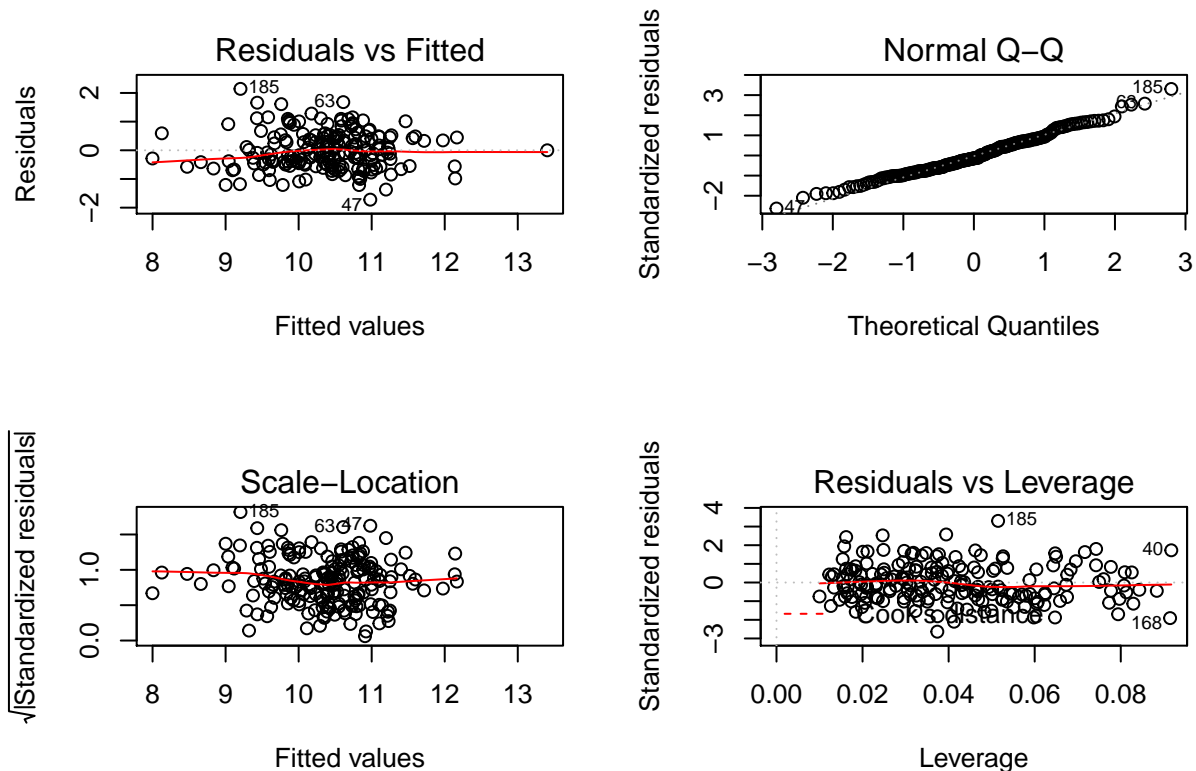 Residuals vs Fitted
Residuals
2
0
−2
185
63
47
8 9 10 11 12 13
Fitted values
Normal Q−Q
Standardized residuals
3
1
−2
185
63
47
−3 −2 −1 0 1 2 3
Theoretical Quantiles
Scale−Location
√|Standardized residuals|
1.0
0.0
185
63 47
8 9 10 11 12 13
Fitted values
Residuals vs Leverage
Standardized residuals
4
2
0
−3
185
40
168
Cook's distance
0.00 0.02 0.04 0.06 0.08
Leverage